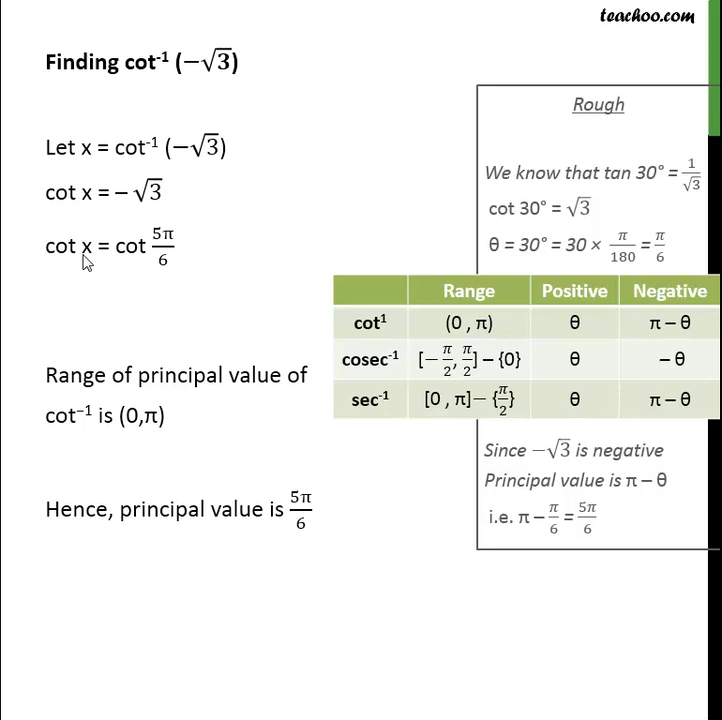 teachoo.com
Finding cot⁻¹ (−√3)
Let x = cot⁻¹ (−√3)
cot x = − √3
cot x = cot 5π/6
Range of principal value of
cot⁻¹ is (0,π)
Hence, principal value is 5π/6
Rough
We know that tan 30° = 1/√3
cot 30° = √3
θ = 30° = 30 × π/180 = π/6
Range Positive Negative
cot¹ (0 , π) θ π – θ
cosec⁻¹ [−π/2, π/2] – {0} θ – θ
sec⁻¹ [0 , π]– {π/2} θ π – θ
Since −√3 is negative
Principal value is π – θ
i.e. π – π/6 = 5π/6